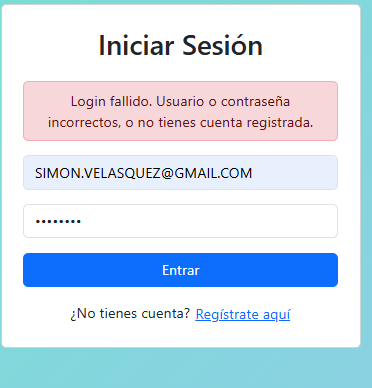 Iniciar Sesión
Login fallido. Usuario o contraseña
incorrectos, o no tienes cuenta registrada.
SIMON.VELASQUEZ@GMAIL.COM
••••••••
Entrar
¿No tienes cuenta? Regístrate aquí